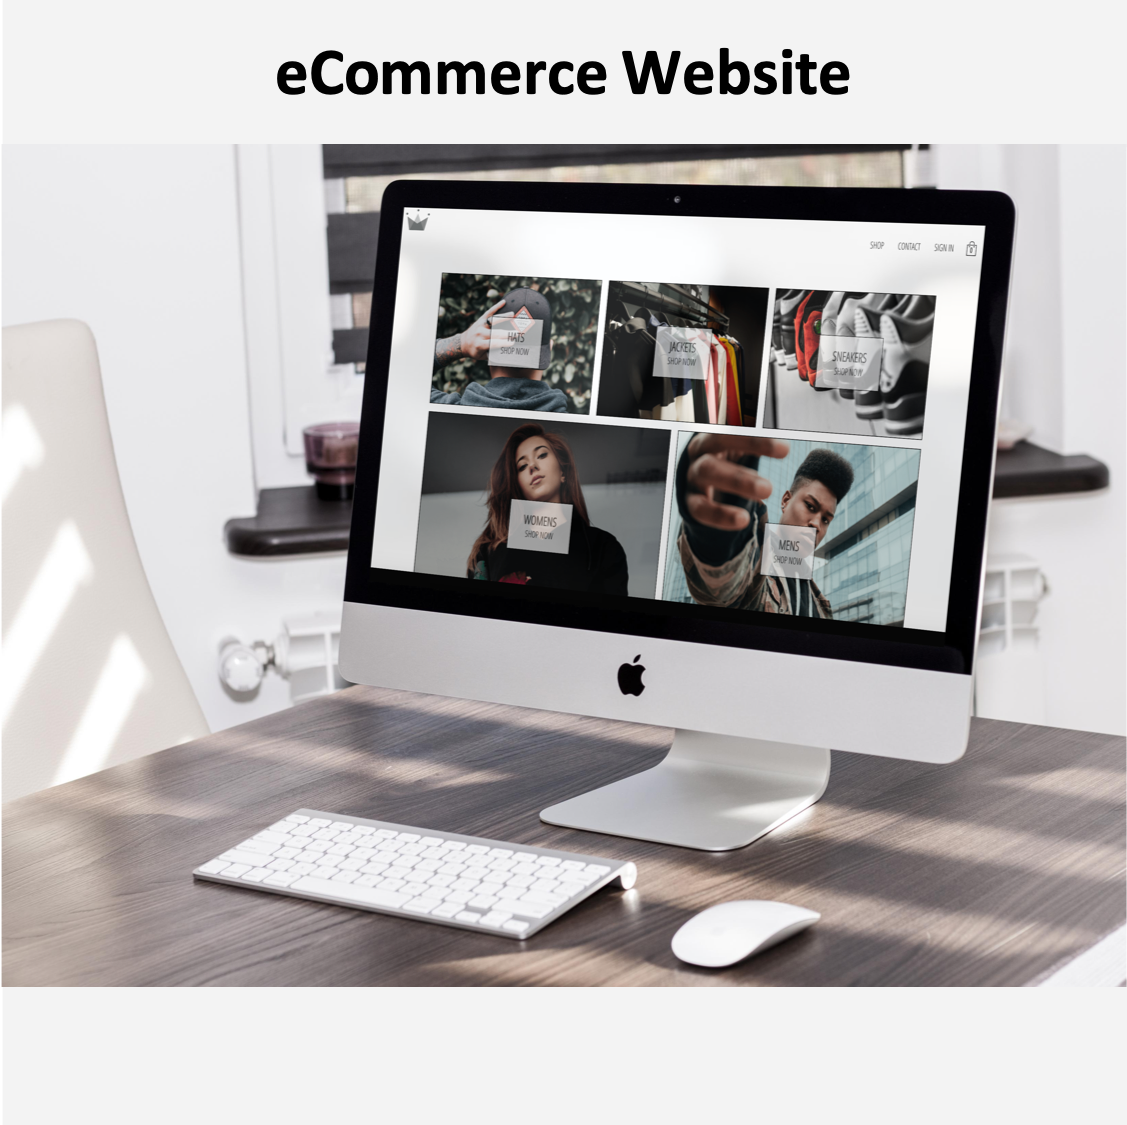 eCommerce Website
SHOP CONTACT SIGN IN 0
HATS
SHOP NOW
JACKETS
SHOP NOW
SNEAKERS
SHOP NOW
WOMENS
SHOP NOW
MENS
SHOP NOW